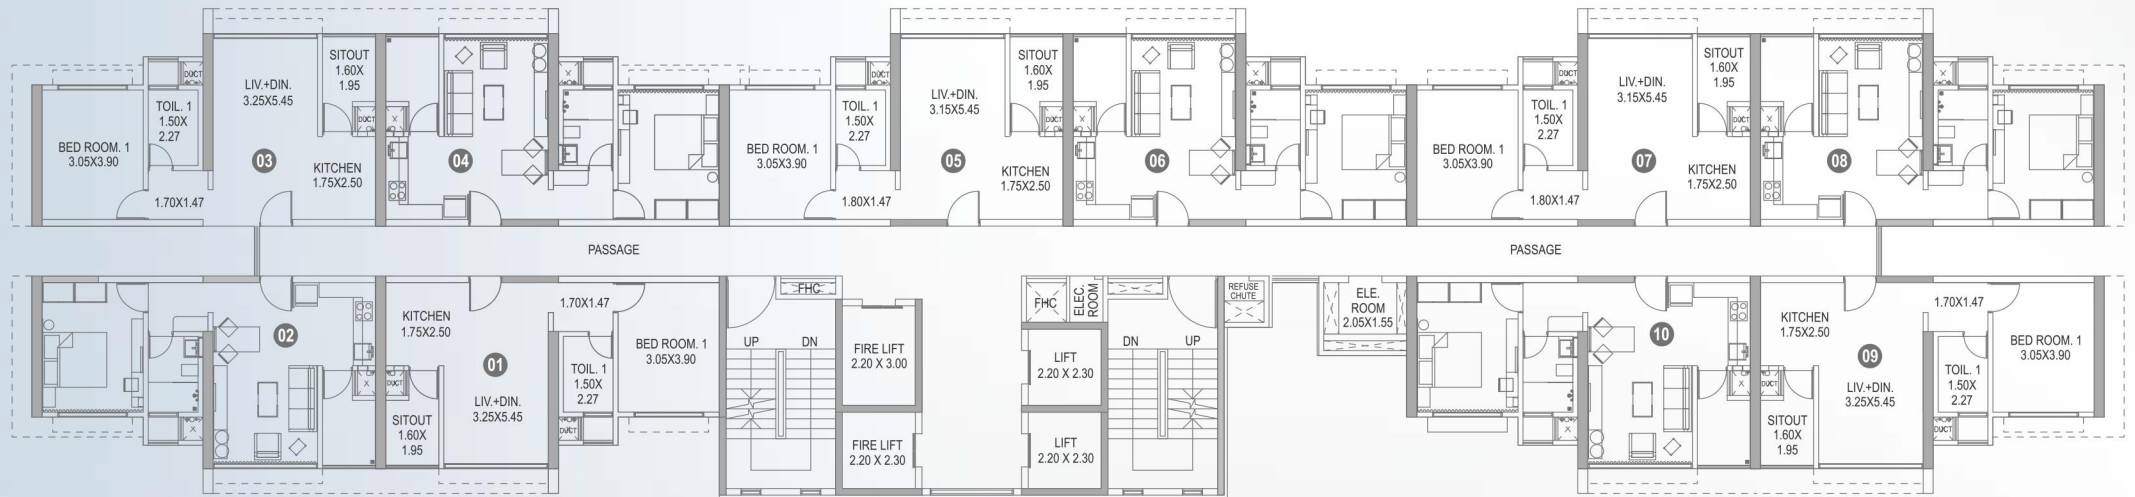 DUCT
LIV.+DIN.
3.25X5.45
SITOUT
1.60X
1.95
DUCT
X
TOIL. 1
1.50X
2.27
BED ROOM. 1
3.05X3.90
03
KITCHEN
1.75X2.50
1.70X1.47
04
X
DUCT
LIV.+DIN.
3.15X5.45
SITOUT
1.60X
1.95
DUCT
X
TOIL. 1
1.50X
2.27
BED ROOM. 1
3.05X3.90
05
KITCHEN
1.75X2.50
1.80X1.47
06
X
DUCT
LIV.+DIN.
3.15X5.45
SITOUT
1.60X
1.95
DUCT
X
TOIL. 1
1.50X
2.27
BED ROOM. 1
3.05X3.90
07
KITCHEN
1.75X2.50
1.80X1.47
08
X
PASSAGE
PASSAGE
02
X
DUCT
X
KITCHEN
1.75X2.50
01
LIV.+DIN.
3.25X5.45
SITOUT
1.60X
1.95
1.70X1.47
TOIL. 1
1.50X
2.27
DUCT
BED ROOM. 1
3.05X3.90
FHC
UP
DN
FIRE LIFT
2.20 X 3.00
FIRE LIFT
2.20 X 2.30
FHC
ELEC.
ROOM
LIFT
2.20 X 2.30
LIFT
2.20 X 2.30
DN
UP
REFUSE
CHUTE
ELE.
ROOM
2.05X1.55
10
X
DUCT
X
KITCHEN
1.75X2.50
09
LIV.+DIN.
3.25X5.45
SITOUT
1.60X
1.95
1.70X1.47
TOIL. 1
1.50X
2.27
DUCT
BED ROOM. 1
3.05X3.90